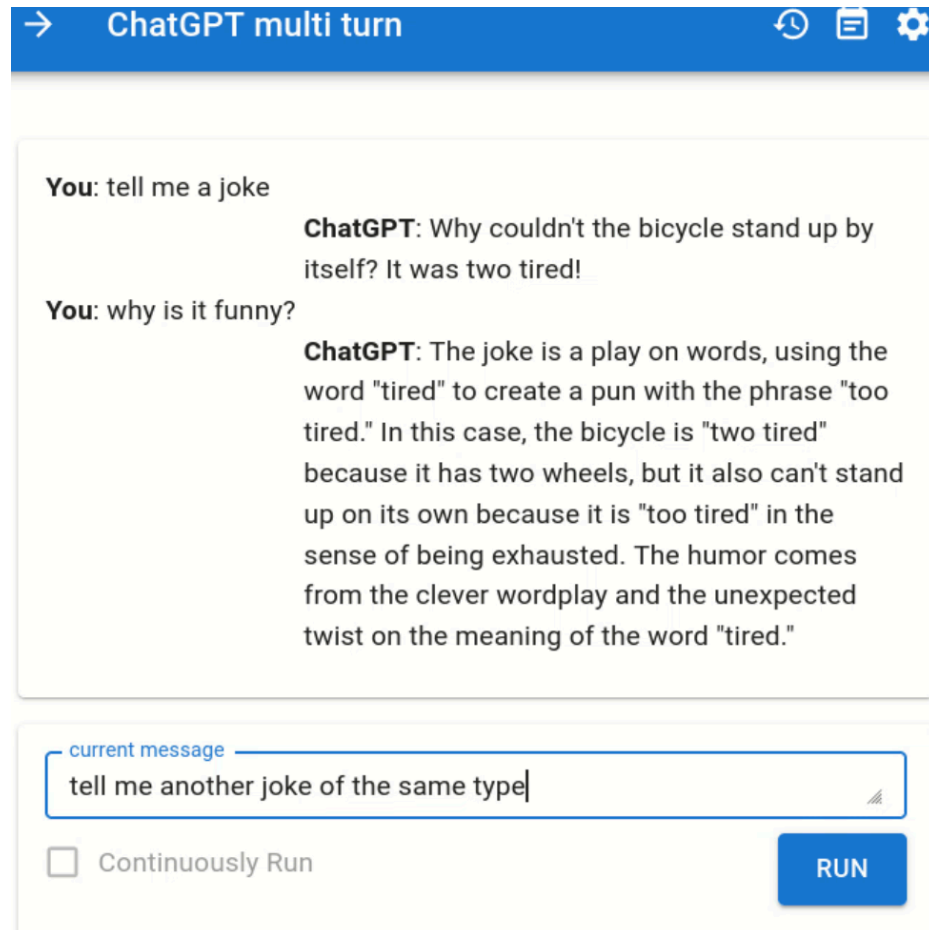 ChatGPT multi turn
You: tell me a joke
ChatGPT: Why couldn't the bicycle stand up by
itself? It was two tired!
You: why is it funny?
ChatGPT: The joke is a play on words, using the
word "tired" to create a pun with the phrase "too
tired." In this case, the bicycle is "two tired"
because it has two wheels, but it also can't stand
up on its own because it is "too tired" in the
sense of being exhausted. The humor comes
from the clever wordplay and the unexpected
twist on the meaning of the word "tired."
current message
tell me another joke of the same type
Continuously Run
RUN